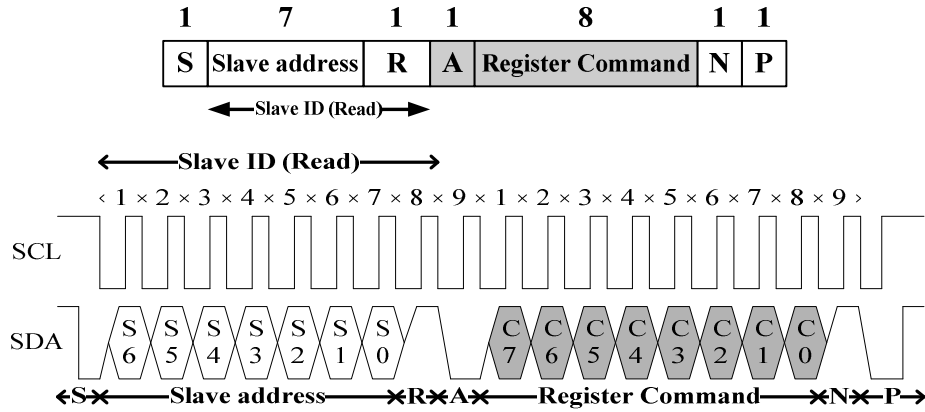 1 7 1 1 8 1 1
S Slave address R A Register Command N P
Slave ID (Read)
Slave ID (Read)
‹ 1 × 2 × 3 × 4 × 5 × 6 × 7 × 8 × 9 × 1 × 2 × 3 × 4 × 5 × 6 × 7 × 8 × 9 ›
SCL
SDA
S S S S S S S C C C C C C C C
6 5 4 3 2 1 0 7 6 5 4 3 2 1 0
S Slave address R A Register Command N P